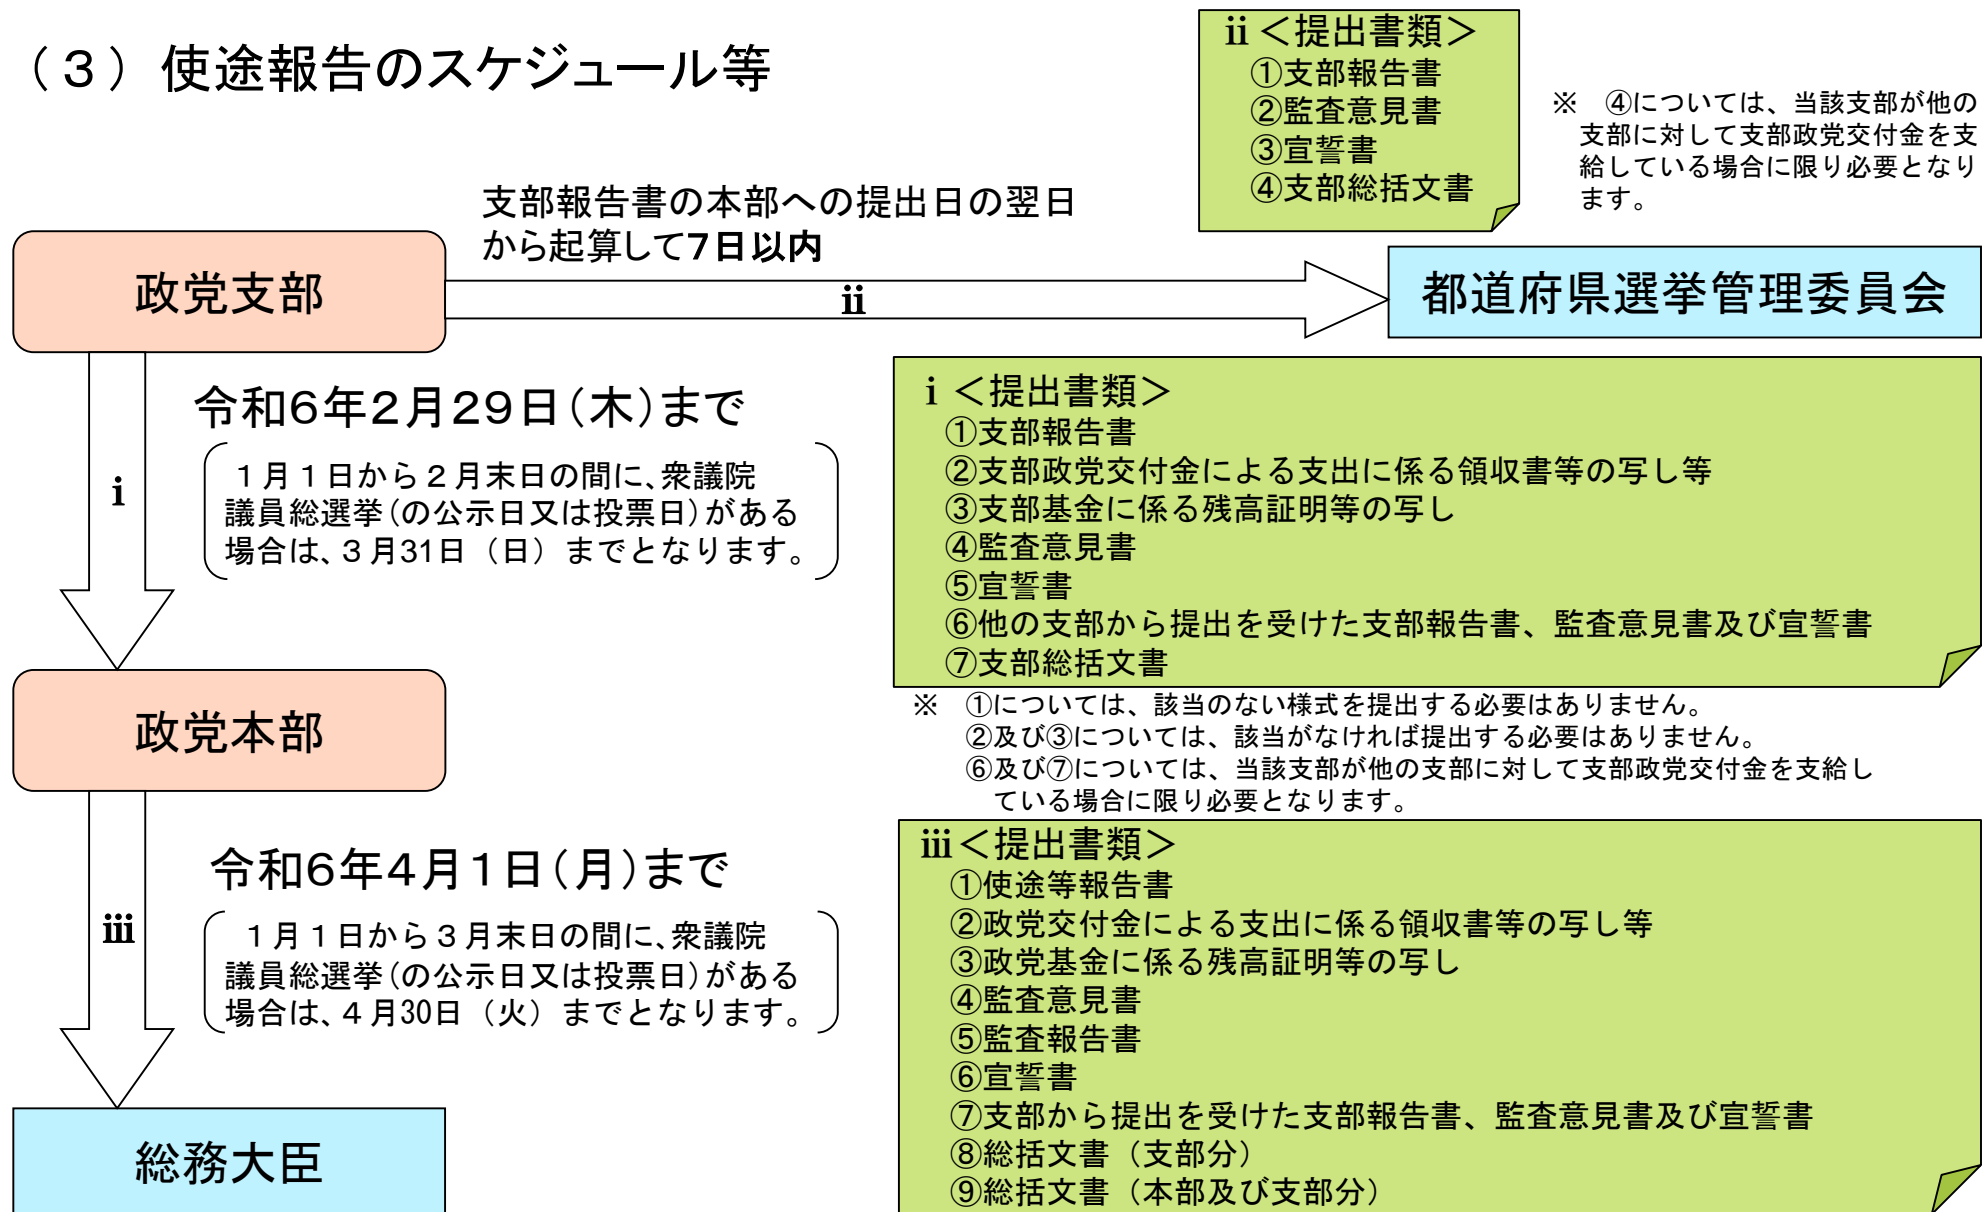 （３）使途報告のスケジュール等
ⅱ＜提出書類＞
①支部報告書
②監査意見書
③宣誓書
④支部総括文書
※　④については、当該支部が他の
支部に対して支部政党交付金を支
給している場合に限り必要となり
ます。
支部報告書の本部への提出日の翌日
から起算して7日以内
政党支部
ⅱ
都道府県選挙管理委員会
ⅰ
令和6年2月29日(木)まで
１月１日から２月末日の間に、衆議院
議員総選挙(の公示日又は投票日)がある
場合は、３月31日（日）までとなります。
ⅰ＜提出書類＞
①支部報告書
②支部政党交付金による支出に係る領収書等の写し等
③支部基金に係る残高証明等の写し
④監査意見書
⑤宣誓書
⑥他の支部から提出を受けた支部報告書、監査意見書及び宣誓書
⑦支部総括文書
※　①については、該当のない様式を提出する必要はありません。
②及び③については、該当がなければ提出する必要はありません。
⑥及び⑦については、当該支部が他の支部に対して支部政党交付金を支給し
ている場合に限り必要となります。
政党本部
ⅲ
令和6年4月1日(月)まで
１月１日から３月末日の間に、衆議院
議員総選挙(の公示日又は投票日)がある
場合は、４月30日（火）までとなります。
ⅲ＜提出書類＞
①使途等報告書
②政党交付金による支出に係る領収書等の写し等
③政党基金に係る残高証明等の写し
④監査意見書
⑤監査報告書
⑥宣誓書
⑦支部から提出を受けた支部報告書、監査意見書及び宣誓書
⑧総括文書（支部分）
⑨総括文書（本部及び支部分）
総務大臣